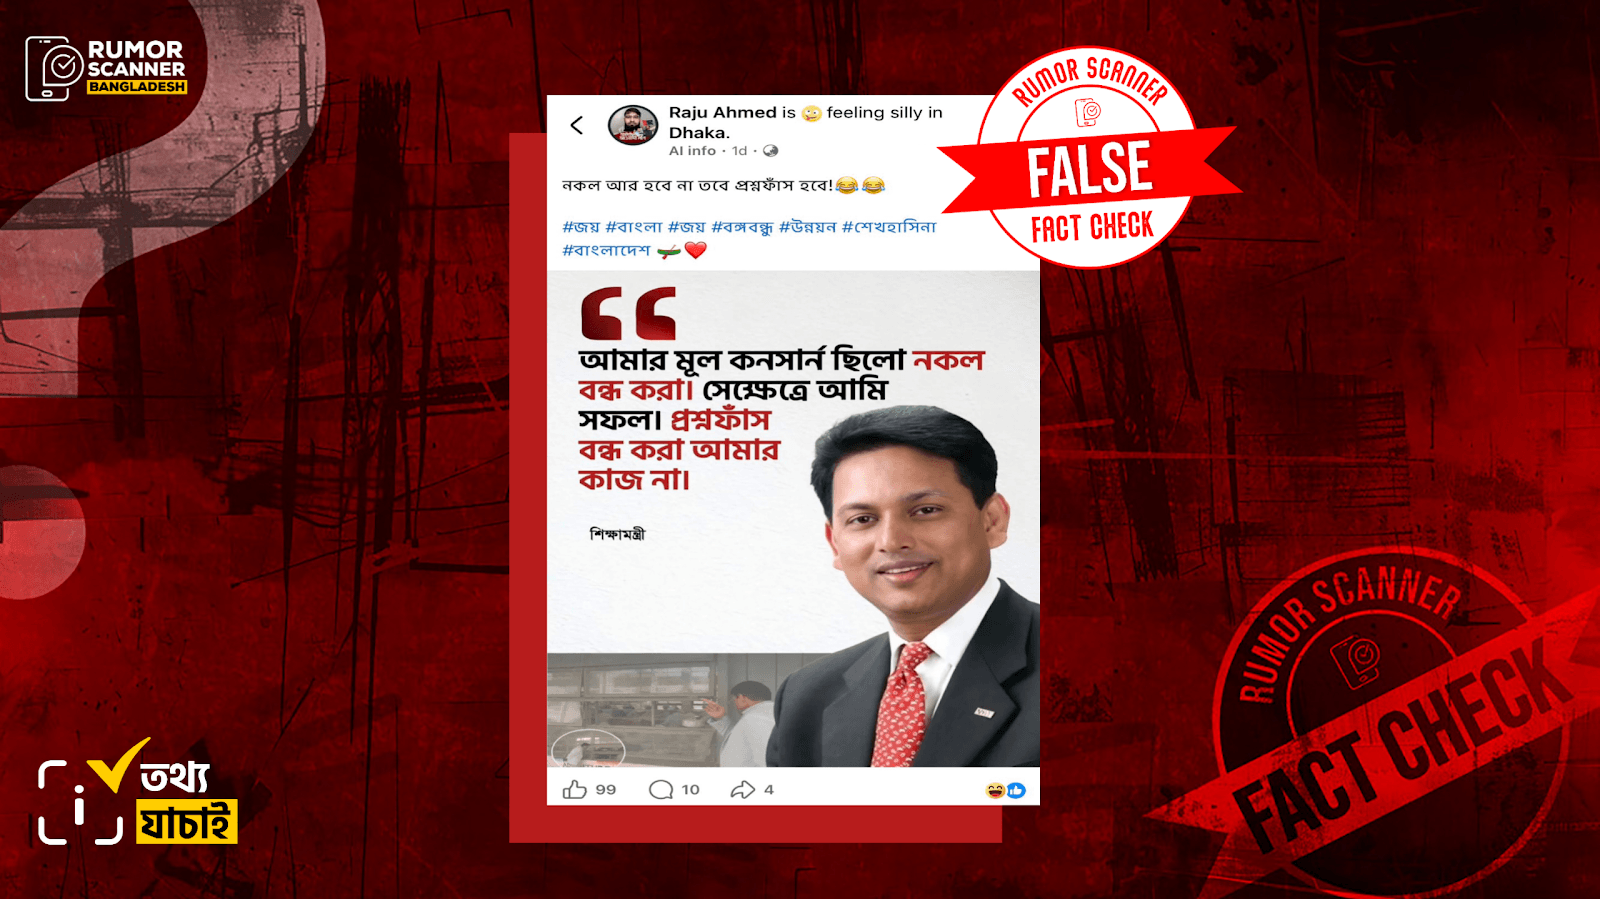 RUMOR
SCANNER
BANGLADESH
Raju Ahmed is 🤪 feeling silly in
Dhaka.
AI info · 1d ·
নকল আর হবে না তবে প্রশ্নফাঁস হবে!😂😂
#জয় #বাংলা #জয় #বঙ্গবন্ধু #উন্নয়ন #শেখহাসিনা
#বাংলাদেশ ❤️
RUMOR SCANNER
FALSE
FACT CHECK
আমার মূল কনসার্ন ছিলো নকল
বন্ধ করা। সেক্ষেত্রে আমি
সফল। প্রশ্নফাঁস
বন্ধ করা আমার
কাজ না।
শিক্ষামন্ত্রী
99 10 4
RUMOR SCANNER
FACT CHECK
তথ্য
যাচাই